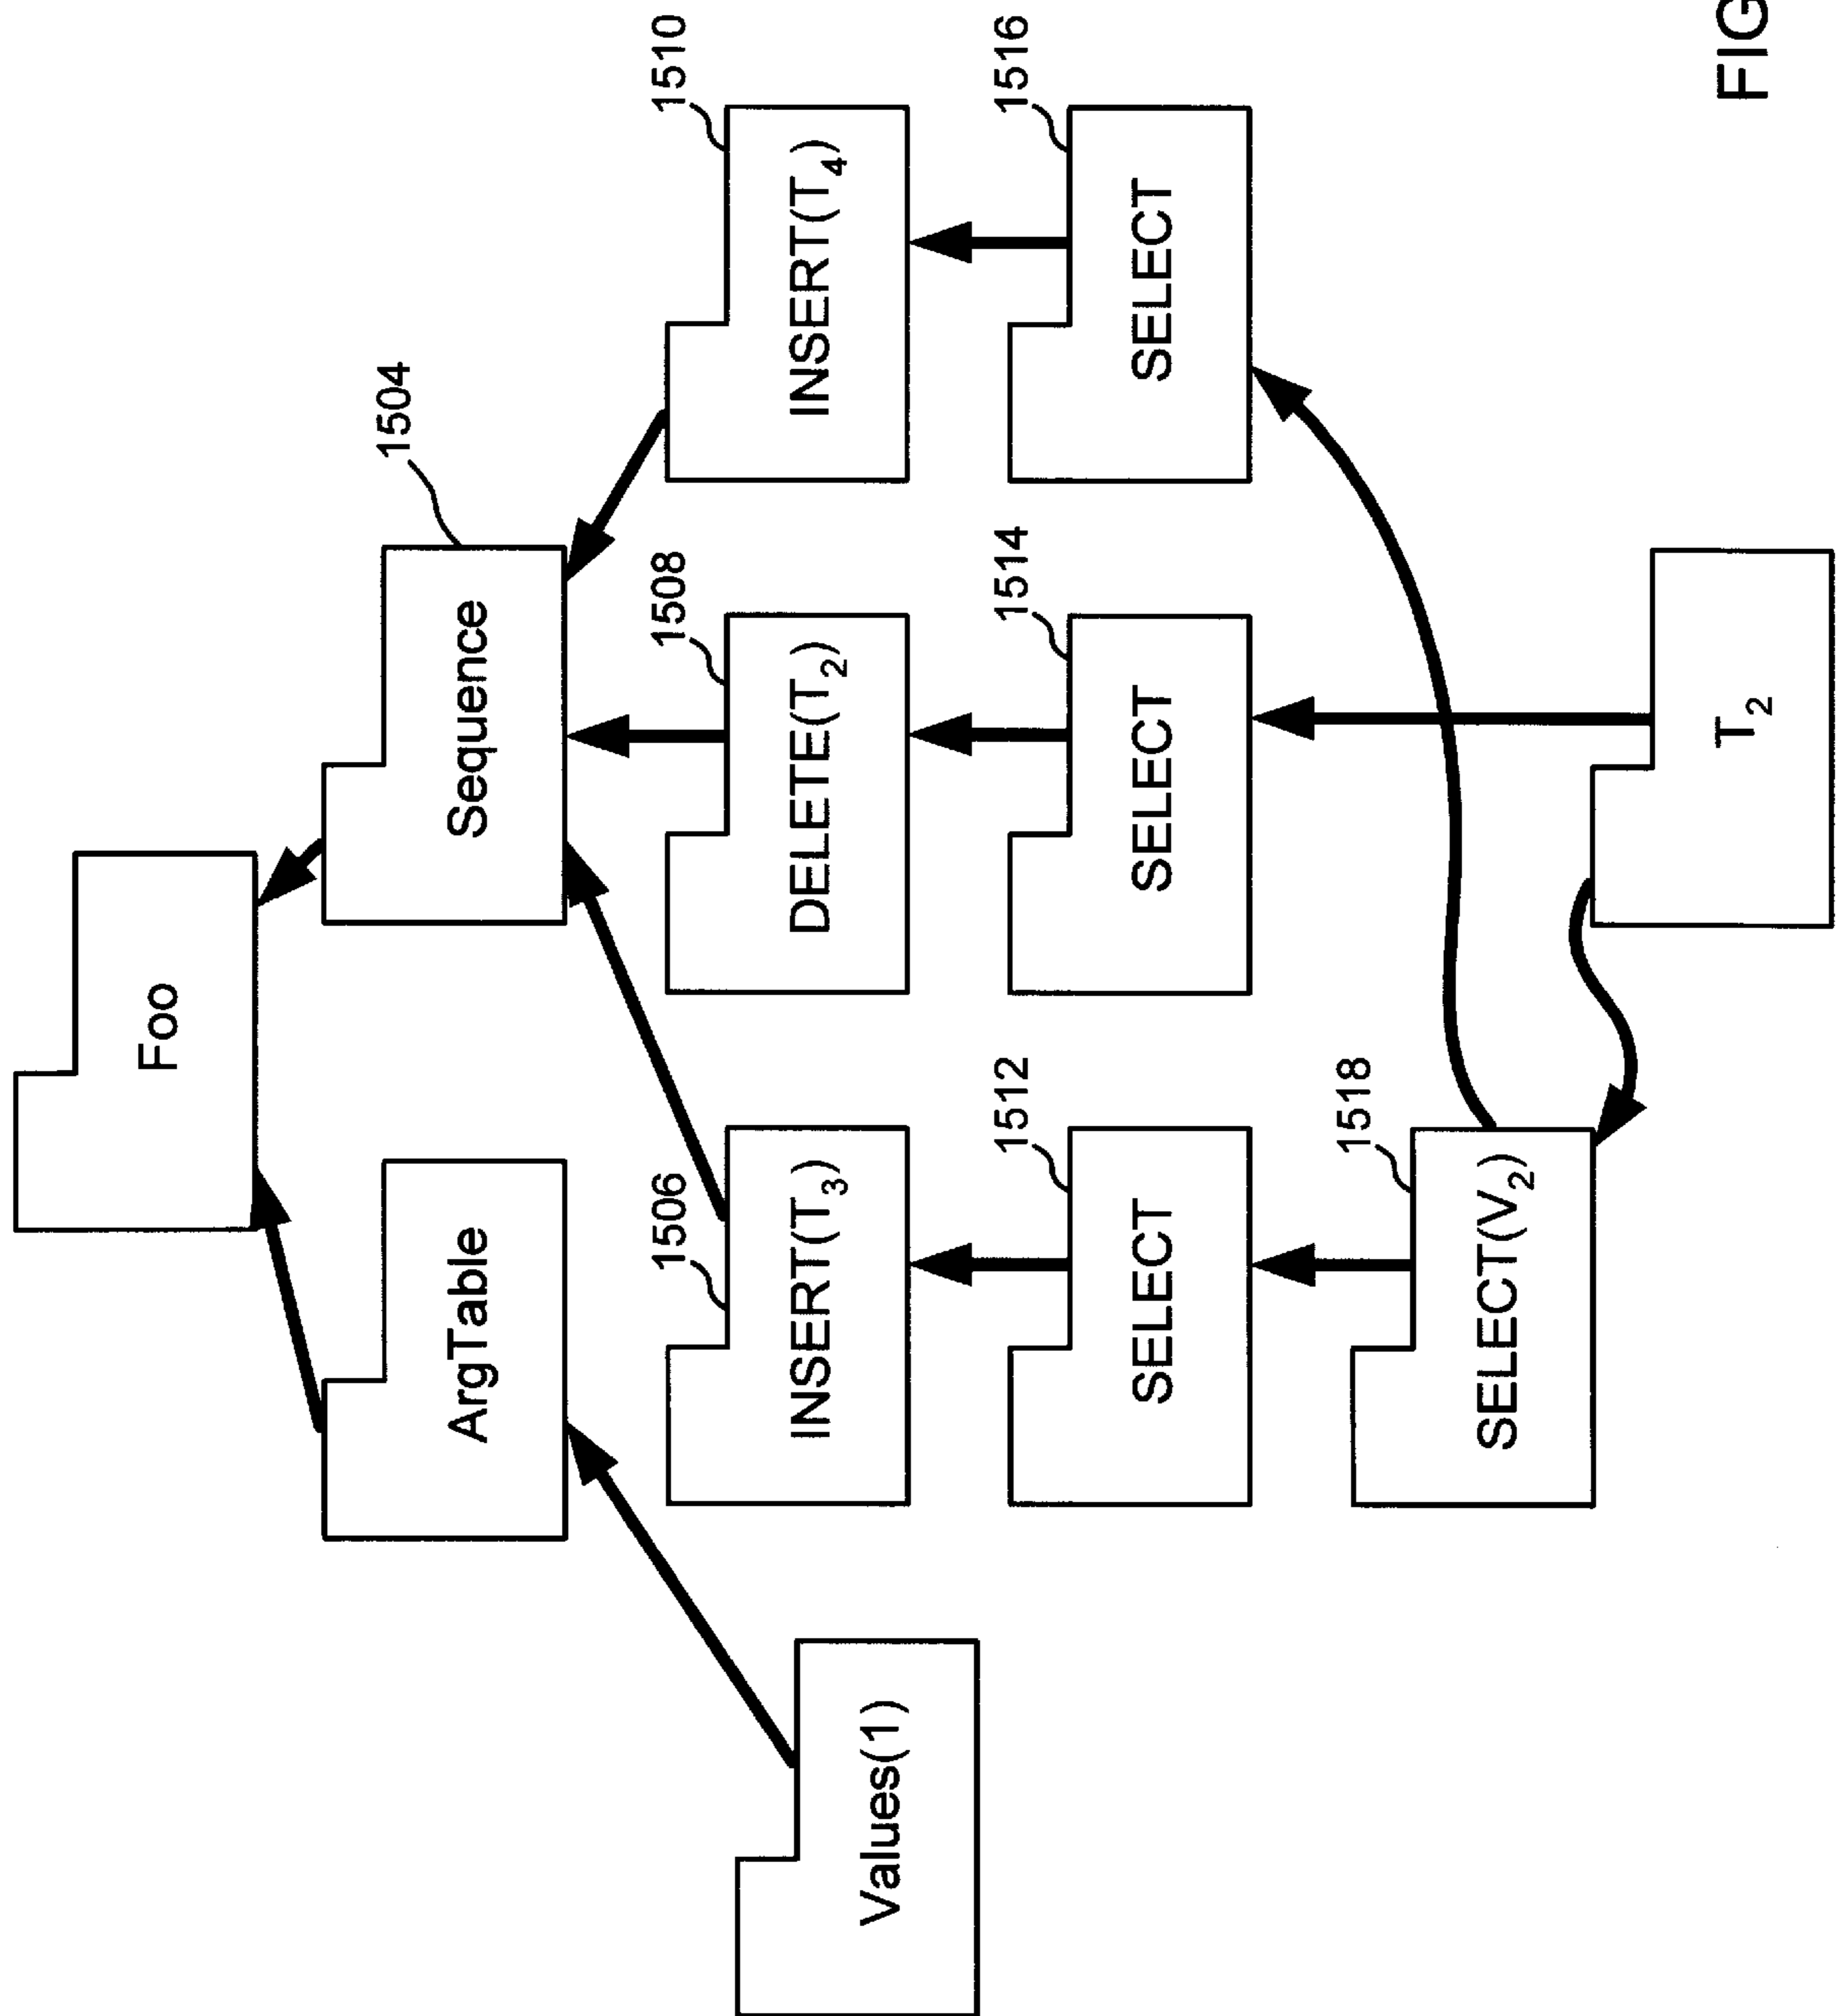 Foo
1504
ArgTable
Sequence
1506
1508
1510
Values(1)
INSERT(T₃)
DELETE(T₂)
INSERT(T₄)
1512
1514
1516
SELECT
SELECT
SELECT
1518
SELECT(V₂)
T₂
FIG